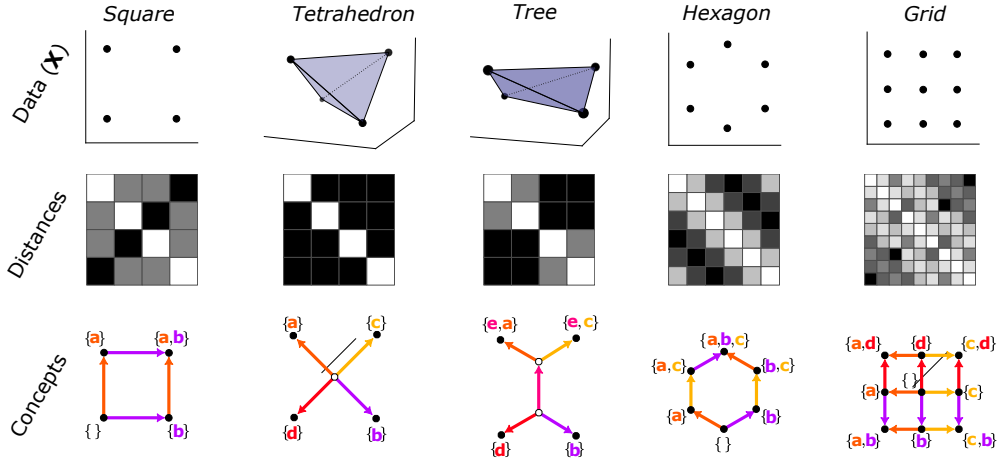 Square Tetrahedron Tree Hexagon Grid
Data (X)
Distances
Concepts
{a} {a,b}
{ } {b}
{a} {c}
{d} {b}
{e,a} {e,c}
{d} {b}
{a,b,c}
{a,c} {b,c}
{a} {b}
{ }
{a,d} {d} {c,d}
{a} { } {c}
{a,b} {b} {c,b}